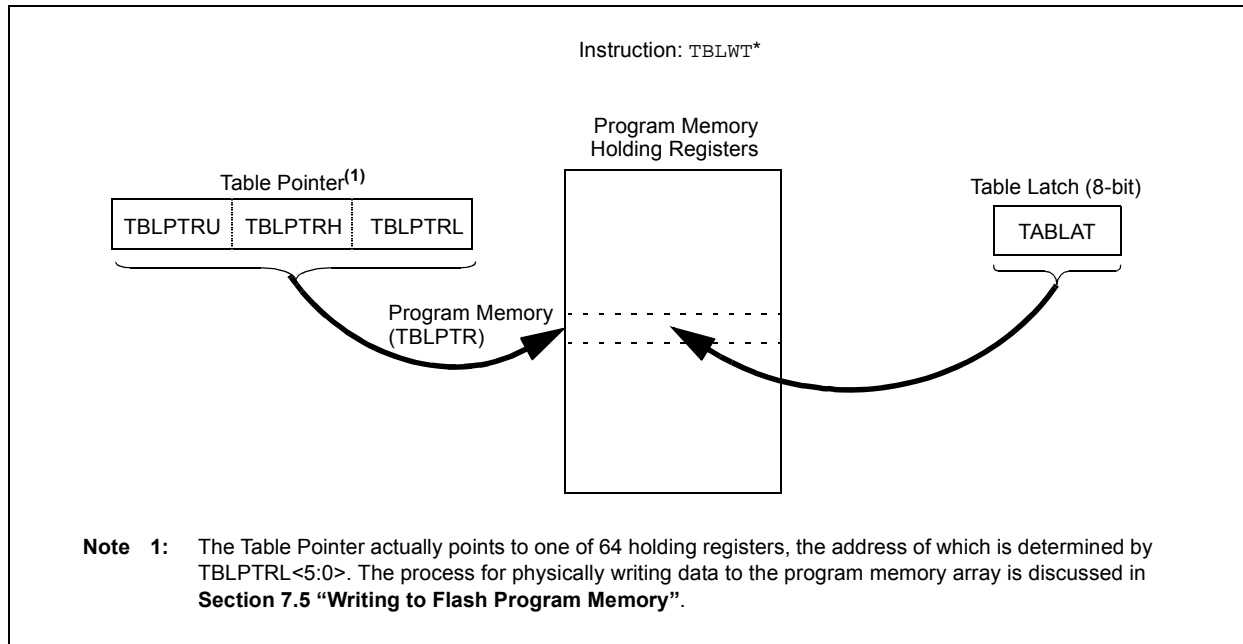 Instruction: TBLWT*
Program Memory
Holding Registers
Table Pointer(1)
Table Latch (8-bit)
TBLPTRU TBLPTRH TBLPTRL
TABLAT
Program Memory
(TBLPTR)
Note 1: The Table Pointer actually points to one of 64 holding registers, the address of which is determined by
TBLPTRL<5:0>. The process for physically writing data to the program memory array is discussed in
Section 7.5 “Writing to Flash Program Memory”.